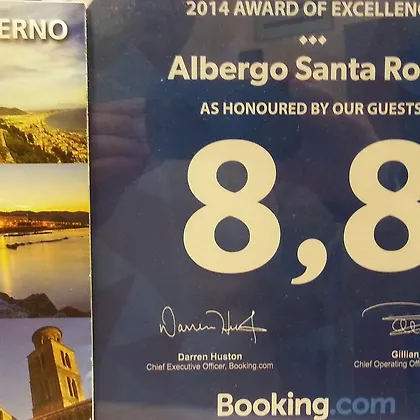 ERNO
2014 AWARD OF EXCELLENC
Albergo Santa Ro
AS HONOURED BY OUR GUESTS
8,8
Darren Huston
Chief Executive Officer, Booking.com
Gillian
Chief Operating Offi
Booking.com